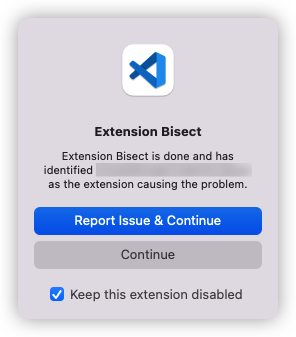 Extension Bisect
Extension Bisect is done and has
identified
as the extension causing the problem.
Report Issue & Continue
Continue
Keep this extension disabled